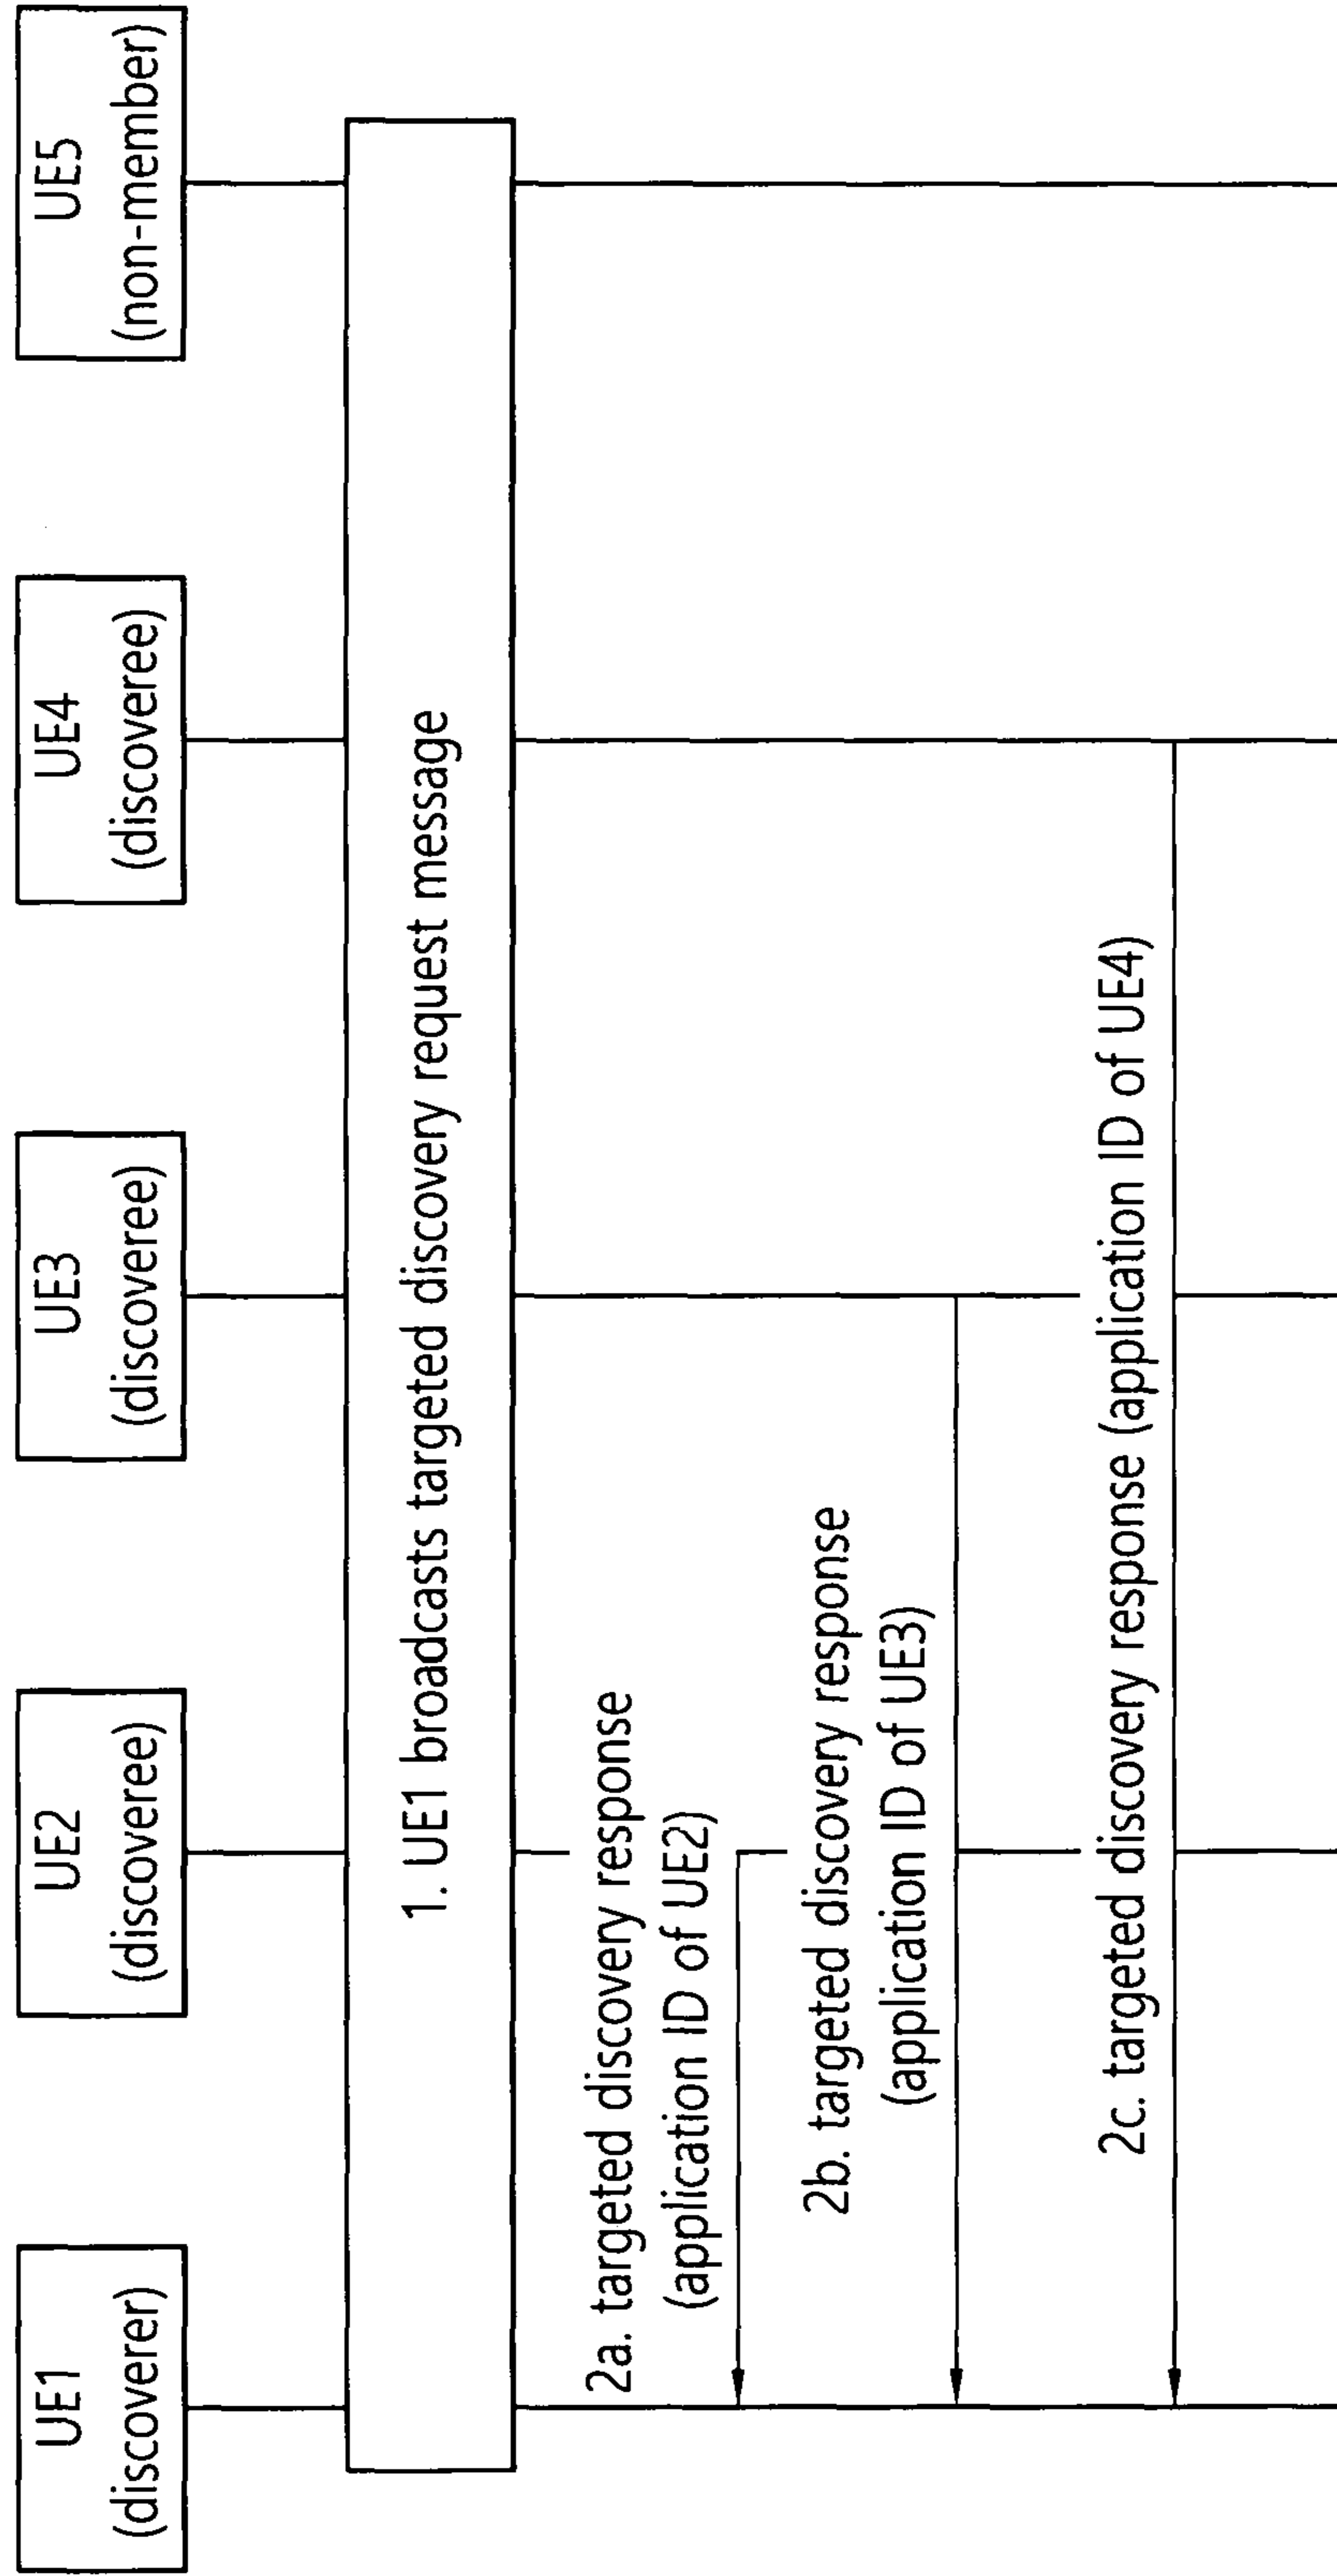 UE1
(discoverer)
UE2
(discoveree)
UE3
(discoveree)
UE4
(discoveree)
UE5
(non-member)
1. UE1 broadcasts targeted discovery request message
2a. targeted discovery response
(application ID of UE2)
2b. targeted discovery response
(application ID of UE3)
2c. targeted discovery response (application ID of UE4)